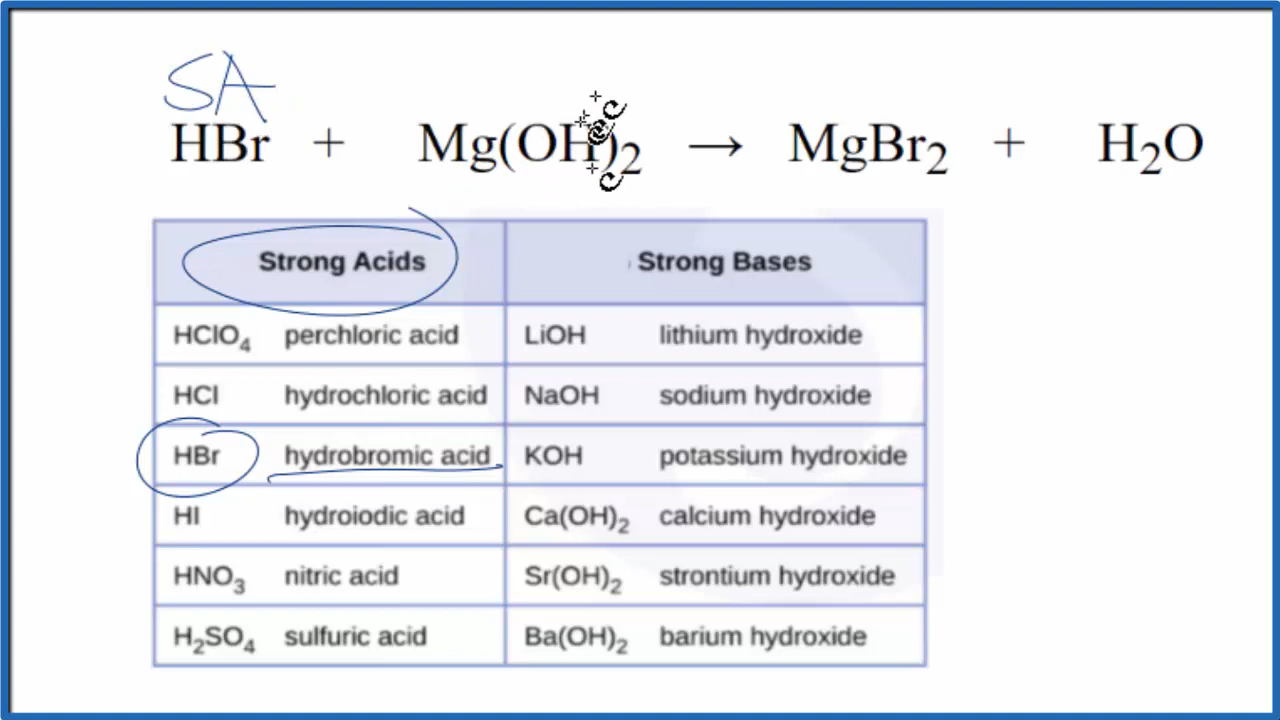 SA
HBr + Mg(OH)₂ → MgBr₂ + H₂O
Strong Acids Strong Bases
HClO₄ perchloric acid LiOH lithium hydroxide
HCl hydrochloric acid NaOH sodium hydroxide
HBr hydrobromic acid KOH potassium hydroxide
HI hydroiodic acid Ca(OH)₂ calcium hydroxide
HNO₃ nitric acid Sr(OH)₂ strontium hydroxide
H₂SO₄ sulfuric acid Ba(OH)₂ barium hydroxide